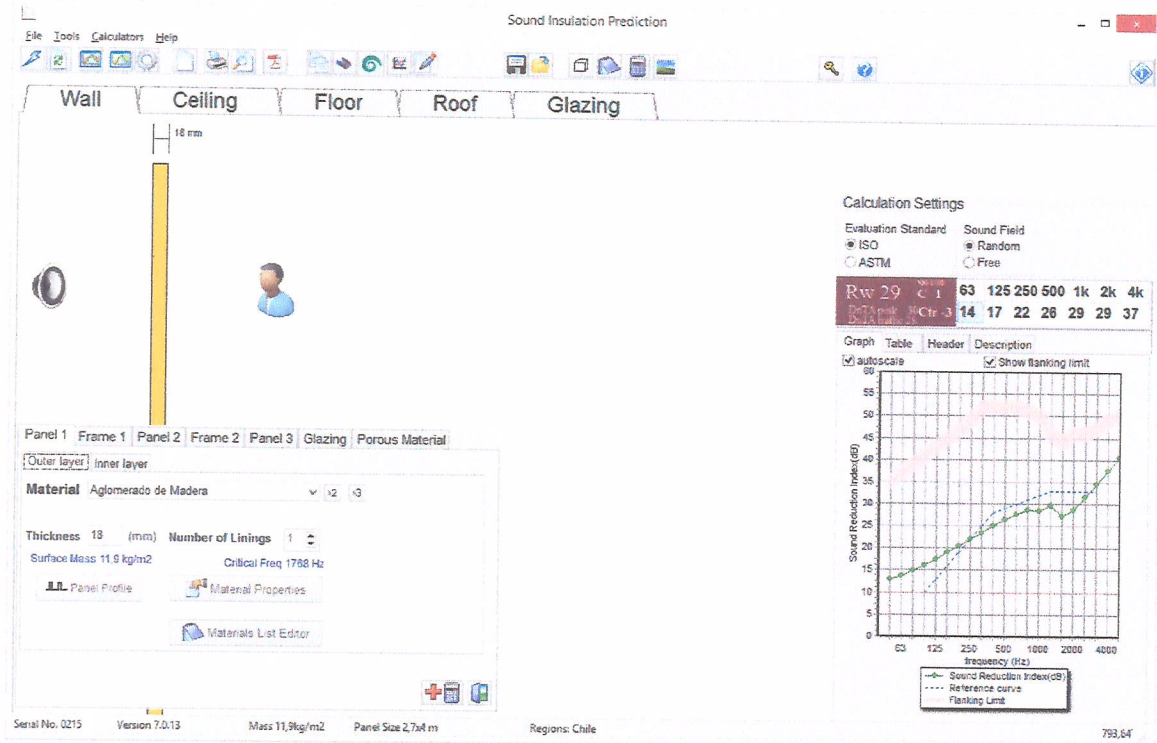 Sound Insulation Prediction
File Tools Calculators Help
Wall Ceiling Floor Roof Glazing
18 mm
Calculation Settings
Evaluation Standard Sound Field
ISO Random
ASTM Free
Rw 29 C 1 63 125 250 500 1k 2k 4k
Ctr -3 14 17 22 26 29 29 37
Graph Table Header Description
autoscale Show flanking limit
60
55
50
45
40
35
30
25
20
15
10
5
0
Sound Reduction Index(dB)
63 125 250 500 1000 2000 4000
frequency (Hz)
Sound Reduction Index(dB)
Reference curve
Flanking Limit
Panel 1 Frame 1 Panel 2 Frame 2 Panel 3 Glazing Porous Material
Outer layer inner layer
Material Aglomerado de Madera x2 x3
Thickness 18 (mm) Number of Linings 1
Surface Mass 11,9 kg/m2 Critical Freq 1768 Hz
Panel Profile Material Properties
Materials List Editor
Serial No. 0215 Version 7.0.13 Mass 11,9kg/m2 Panel Size 2,7x4 m Regions: Chile 793,64